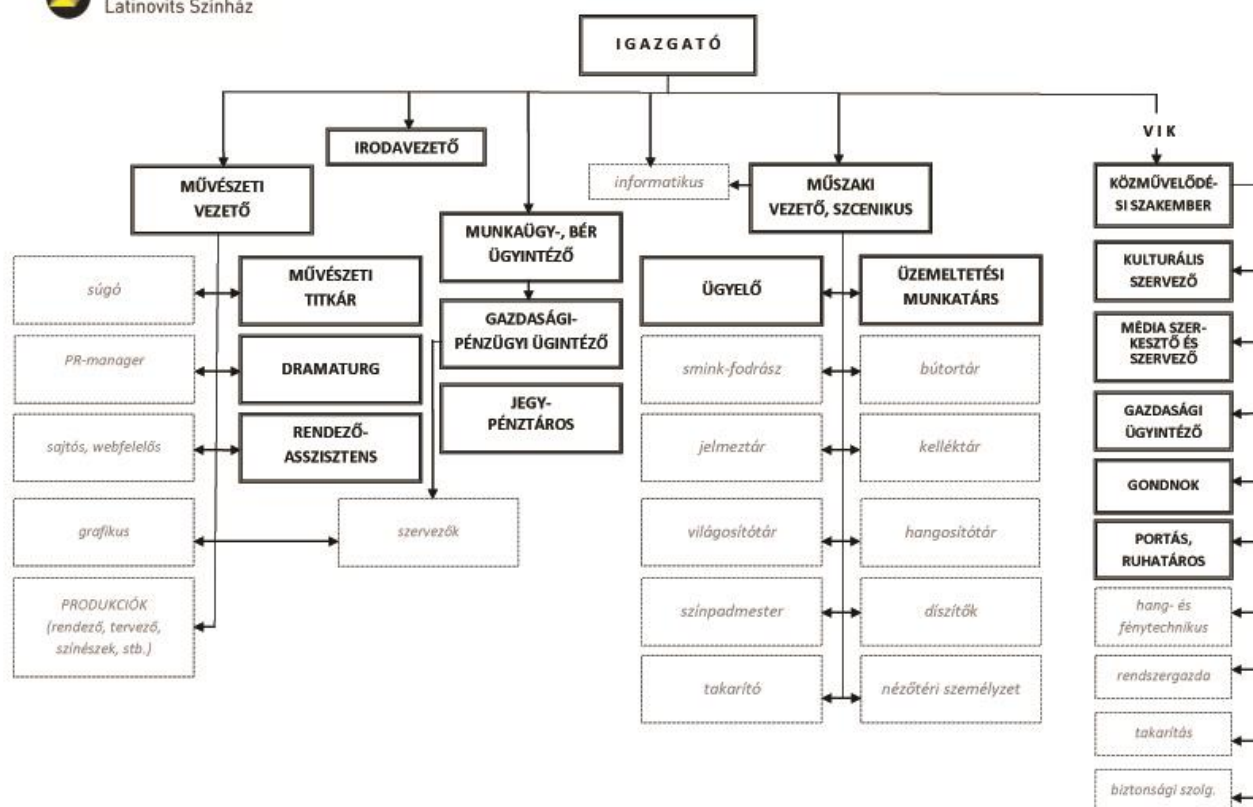 Latinovits Színház
IGAZGATÓ
VIK
IRODAVEZETŐ
MŰVÉSZETI
VEZETŐ
informatikus
MŰSZAKI
VEZETŐ, SZCENIKUS
KÖZMŰVELŐDÉ-
SI SZAKEMBER
MUNKAÜGY-, BÉR
ÜGYINTÉZŐ
súgó
MŰVÉSZETI
TITKÁR
ÜGYELŐ
ÜZEMELTETÉSI
MUNKATÁRS
KULTURÁLIS
SZERVEZŐ
GAZDASÁGI-
PÉNZÜGYI ÜGINTÉZŐ
PR-manager
DRAMATURG
smink-fodrász
bútortár
MÉDIA SZER-
KESZTŐ ÉS
SZERVEZŐ
JEGY-
PÉNZTÁROS
sajtós, webfelelős
RENDEZŐ-
ASSZISZTENS
jelmeztár
kelléktár
GAZDASÁGI
ÜGYINTÉZŐ
GONDNOK
grafikus
szervezők
világosítótár
hangosítótár
PORTÁS,
RUHATÁROS
PRODUKCIÓK
(rendező, tervező,
színészek, stb.)
színpadmester
díszítők
hang- és
fénytechnikus
takarító
nézőtéri személyzet
rendszergazda
takarítás
biztonsági szolg.